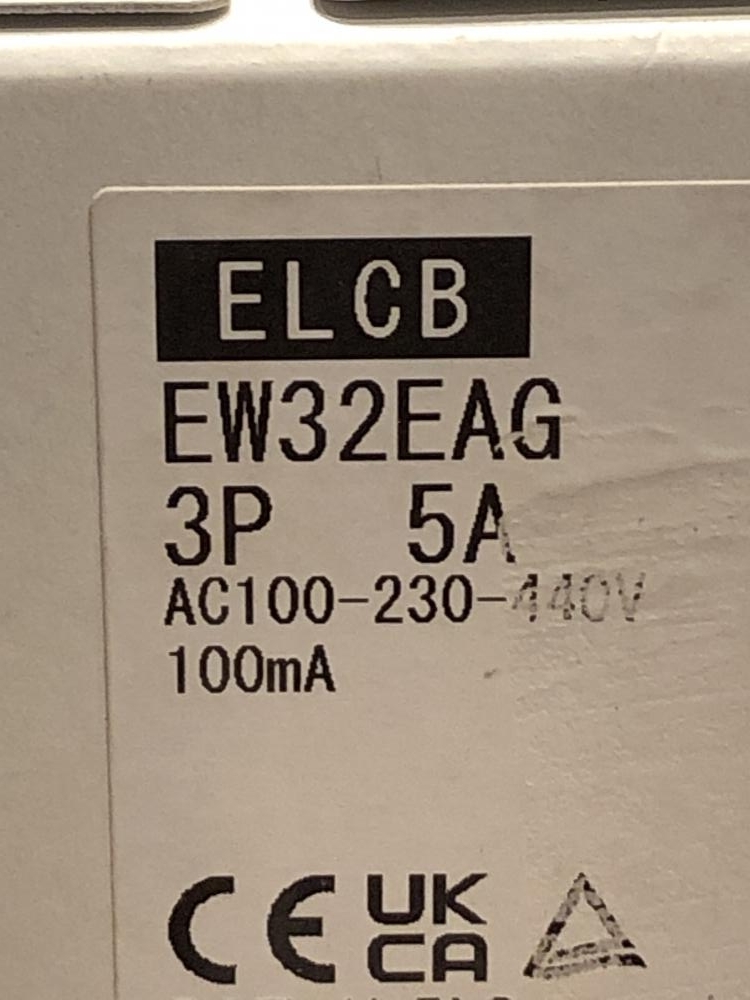 ELCB
EW32EAG
3P 5A
AC100-230-440V
100mA
CE UK
CA